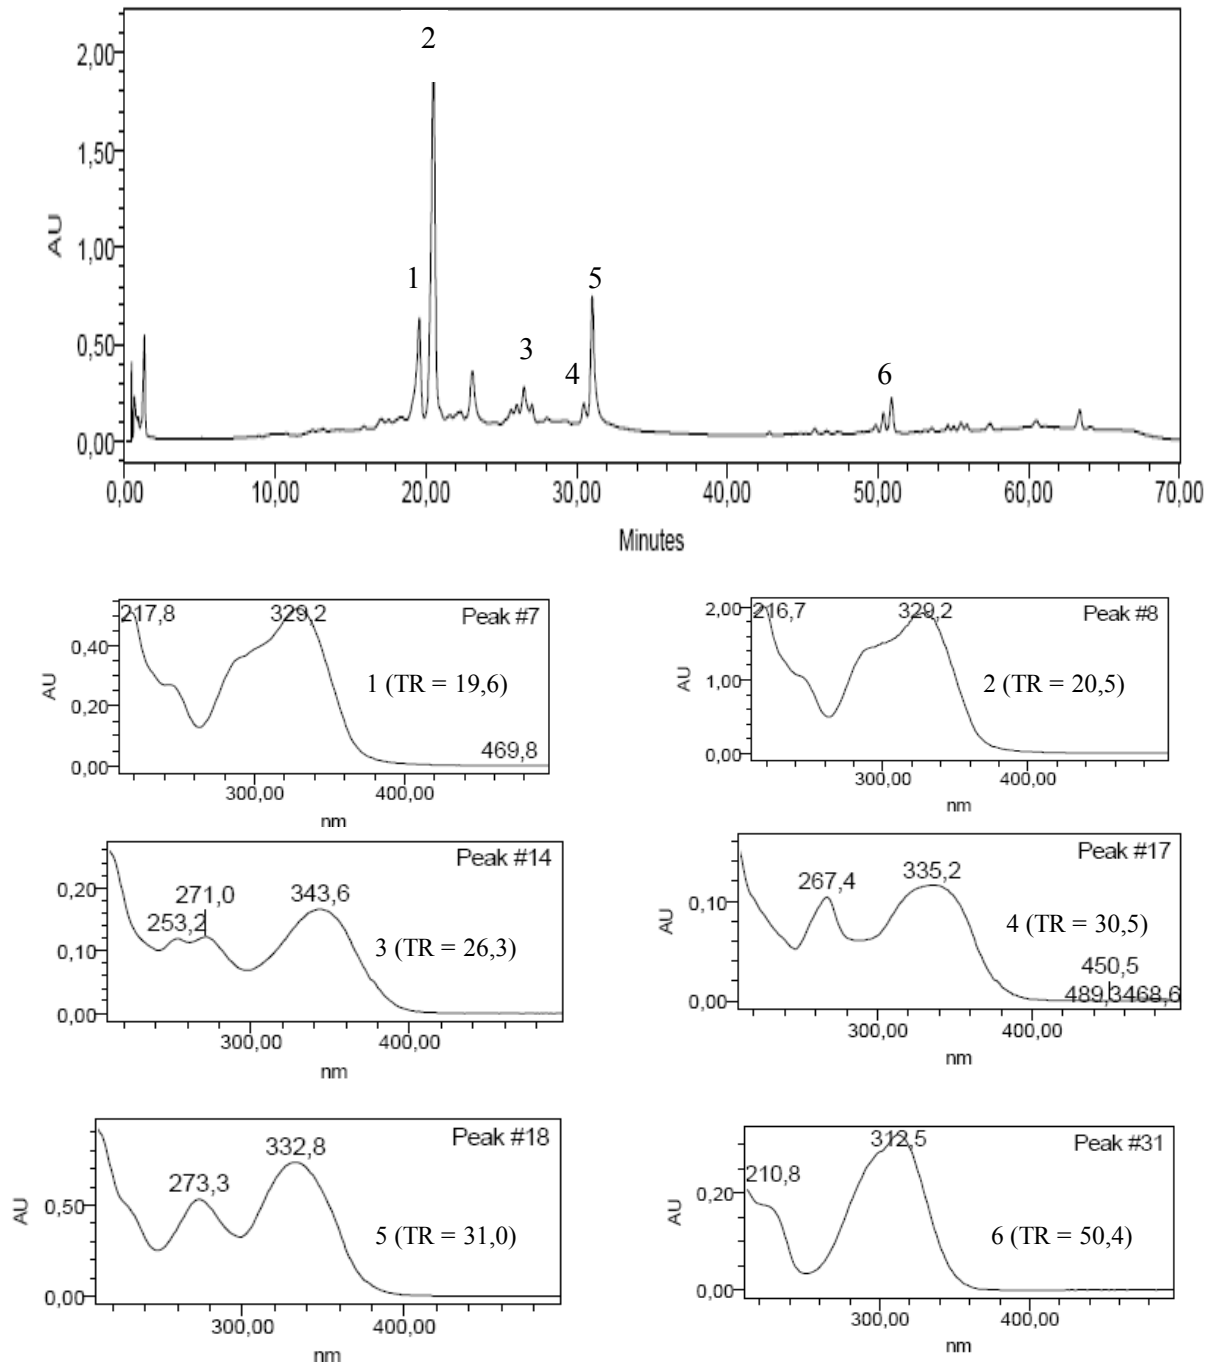 2
2,00
1,50
AU
1,00
1
5
0,50
3
4
6
0,00
0,00 10,00 20,00 30,00 40,00 50,00 60,00 70,00
Minutes
217,8 329,2 Peak #7
0,40
AU
1 (TR = 19,6)
0,20
469,8
0,00
300,00 400,00
nm
2,00 216,7 329,2 Peak #8
AU
1,00
2 (TR = 20,5)
0,00
300,00 400,00
nm
Peak #14
0,20
271,0 343,6
253,2
AU
0,10
3 (TR = 26,3)
0,00
300,00 400,00
nm
Peak #17
335,2
267,4
0,10
AU
4 (TR = 30,5)
450,5
489,3468,6
0,00
300,00 400,00
nm
Peak #18
332,8
273,3
AU
0,50
5 (TR = 31,0)
0,00
300,00 400,00
nm
312,5 Peak #31
210,8
0,20
AU
6 (TR = 50,4)
0,00
300,00 400,00
nm